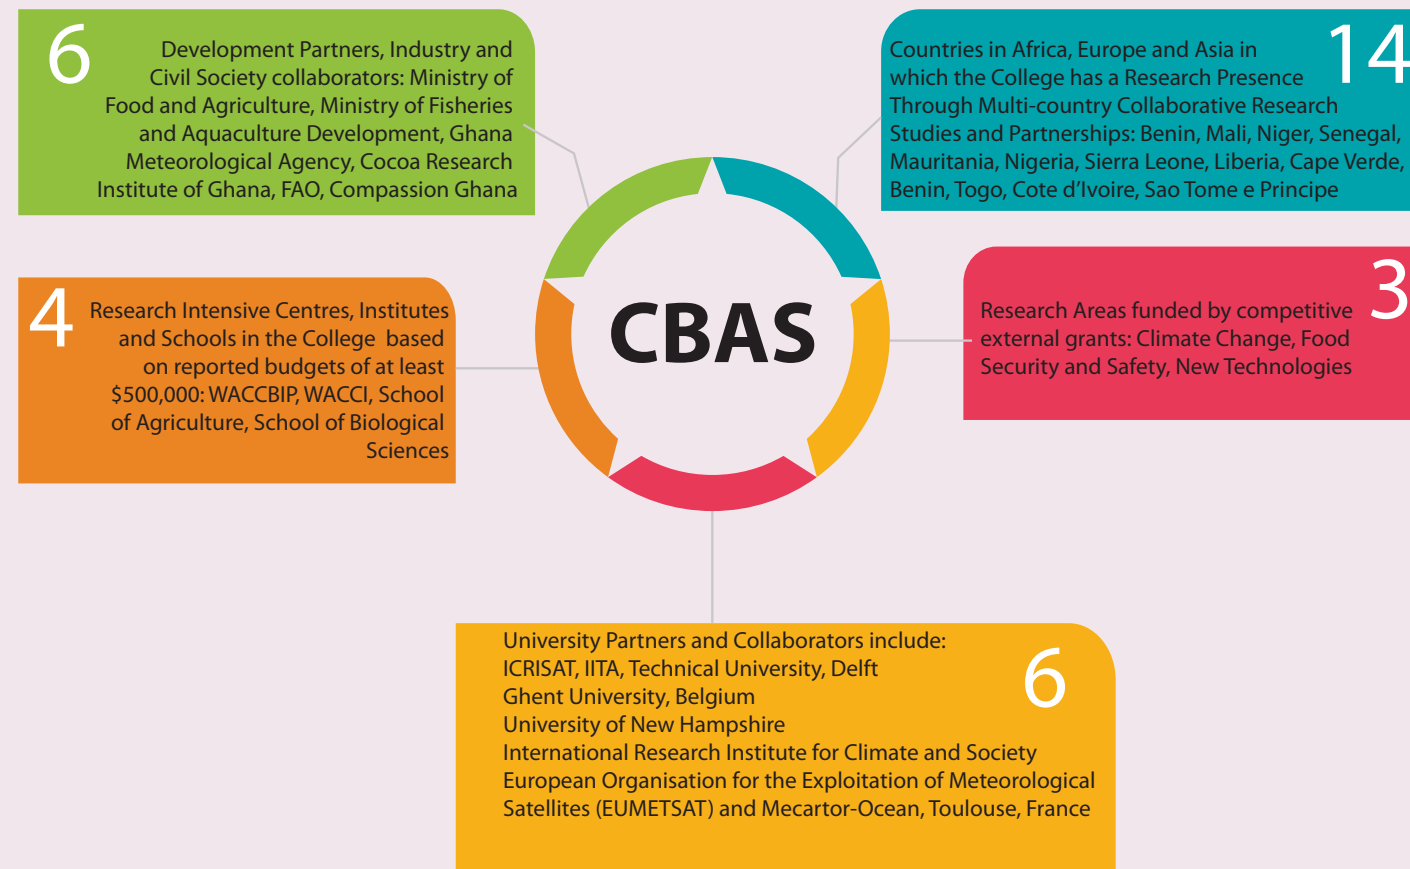 6
Development Partners, Industry and
Civil Society collaborators: Ministry of
Food and Agriculture, Ministry of Fisheries
and Aquaculture Development, Ghana
Meteorological Agency, Cocoa Research
Institute of Ghana, FAO, Compassion Ghana
14
Countries in Africa, Europe and Asia in
which the College has a Research Presence
Through Multi-country Collaborative Research
Studies and Partnerships: Benin, Mali, Niger, Senegal,
Mauritania, Nigeria, Sierra Leone, Liberia, Cape Verde,
Benin, Togo, Cote d'Ivoire, Sao Tome e Principe
4
Research Intensive Centres, Institutes
and Schools in the College based
on reported budgets of at least
$500,000: WACCBIP, WACCI, School
of Agriculture, School of Biological
Sciences
CBAS
3
Research Areas funded by competitive
external grants: Climate Change, Food
Security and Safety, New Technologies
6
University Partners and Collaborators include:
ICRISAT, IITA, Technical University, Delft
Ghent University, Belgium
University of New Hampshire
International Research Institute for Climate and Society
European Organisation for the Exploitation of Meteorological
Satellites (EUMETSAT) and Mecartor-Ocean, Toulouse, France